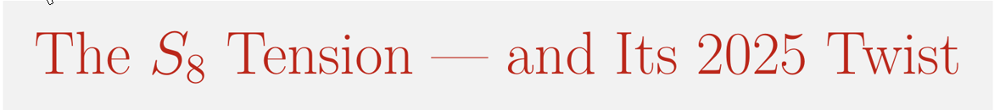 The S₈ Tension — and Its 2025 Twist